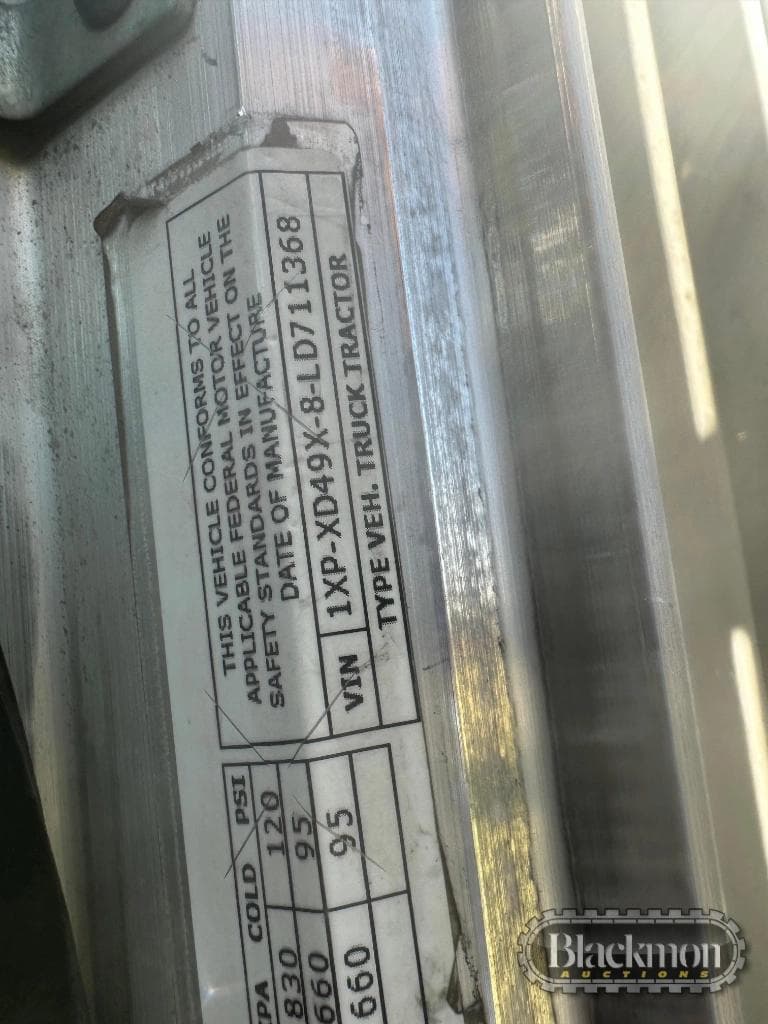 THIS VEHICLE CONFORMS TO ALL
APPLICABLE FEDERAL MOTOR VEHICLE
SAFETY STANDARDS IN EFFECT ON THE
DATE OF MANUFACTURE
VIN 1XP-XD49X-8-LD711368
TYPE VEH. TRUCK TRACTOR
KPA COLD PSI
830 120
660 95
660 95
Blackmon
AUCTIONS